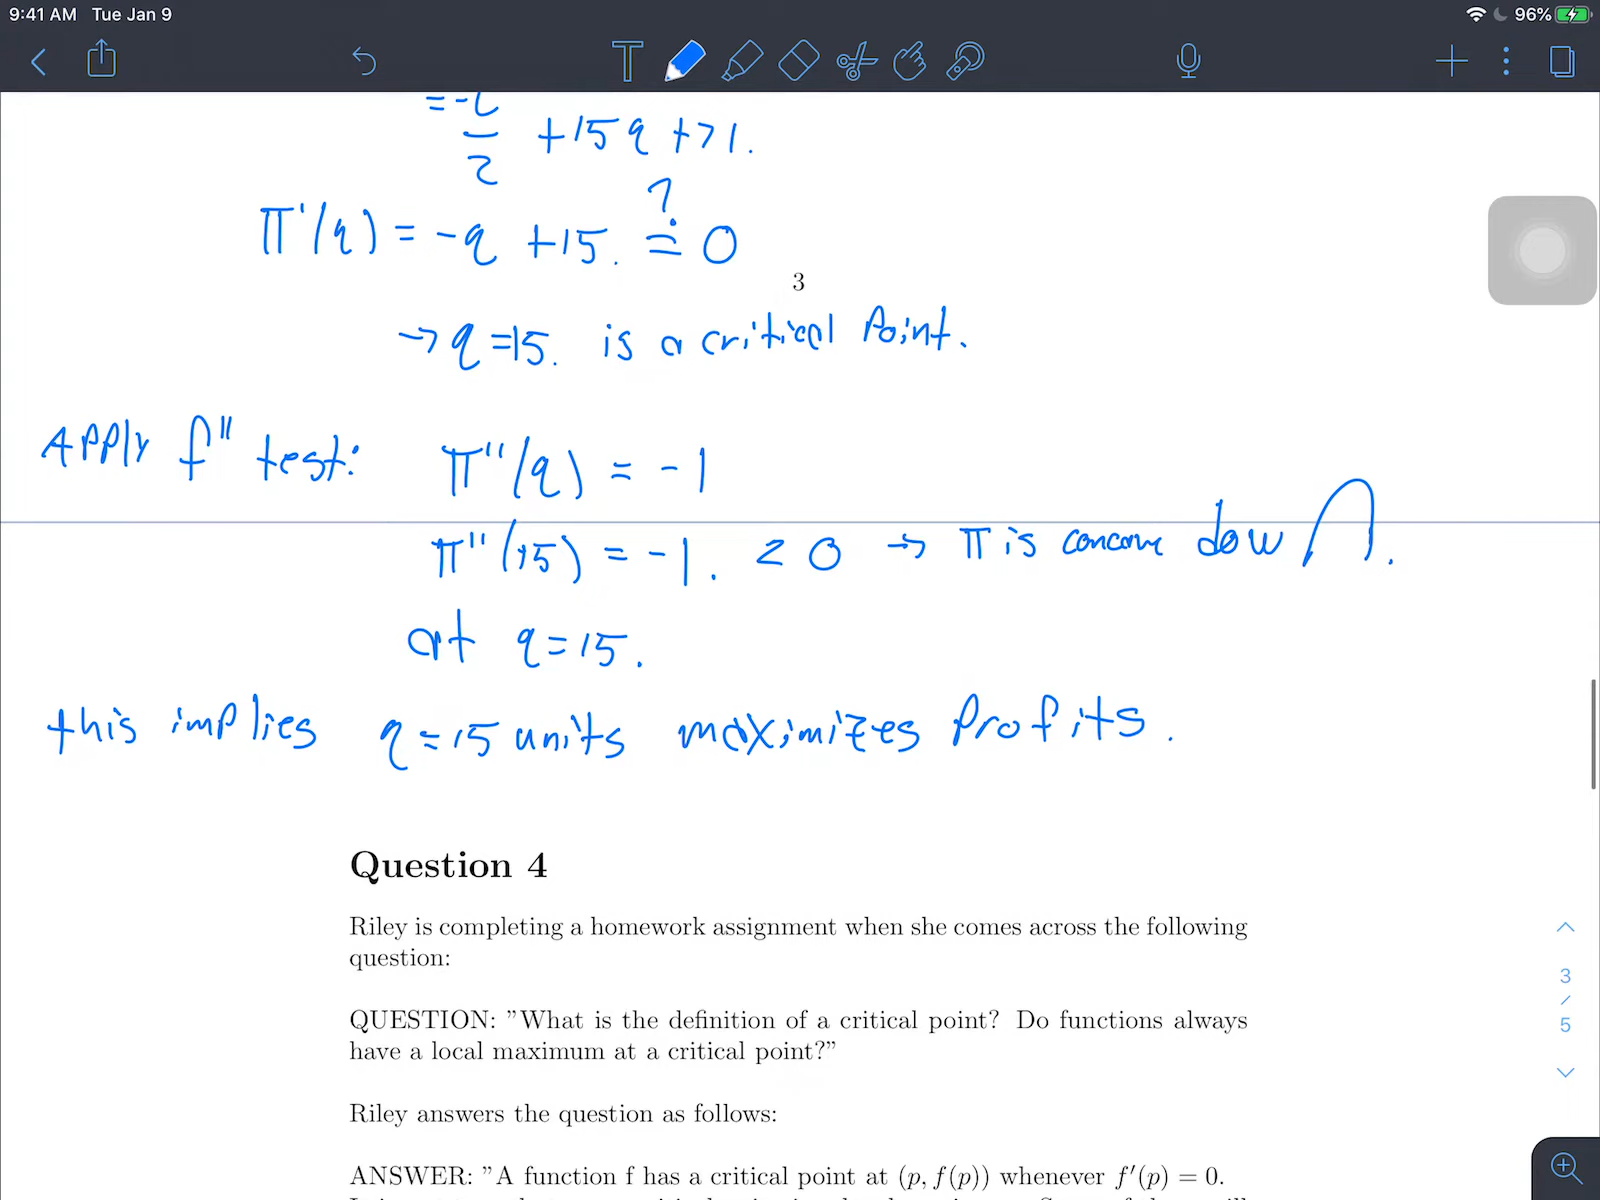 9:41 AM Tue Jan 9 96%
+15q +71.
2
π'(q) = -q +15. ?= 0
3
→ q=15. is a critical point.
Apply f" test: π"(q) = -1
π"(15) = -1. < 0 → π is concave dow ∩.
at q=15.
this implies q=15 units maximizes profits.
Question 4
Riley is completing a homework assignment when she comes across the following
question:
QUESTION: ”What is the definition of a critical point? Do functions always
have a local maximum at a critical point?”
Riley answers the question as follows:
ANSWER: ”A function f has a critical point at (p, f(p)) whenever f′(p) = 0.
3
/
5